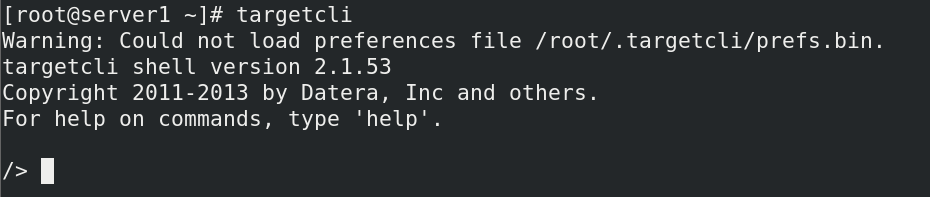 [root@server1 ~]# targetcli
Warning: Could not load preferences file /root/.targetcli/prefs.bin.
targetcli shell version 2.1.53
Copyright 2011-2013 by Datera, Inc and others.
For help on commands, type 'help'.
/>